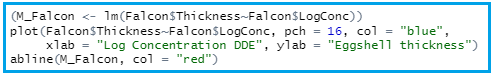 (M_Falcon <- lm(Falcon$Thickness~Falcon$LogConc))
plot(Falcon$Thickness~Falcon$LogConc, pch = 16, col = "blue",
     xlab = "Log Concentration DDE", ylab = "Eggshell thickness")
abline(M_Falcon, col = "red")